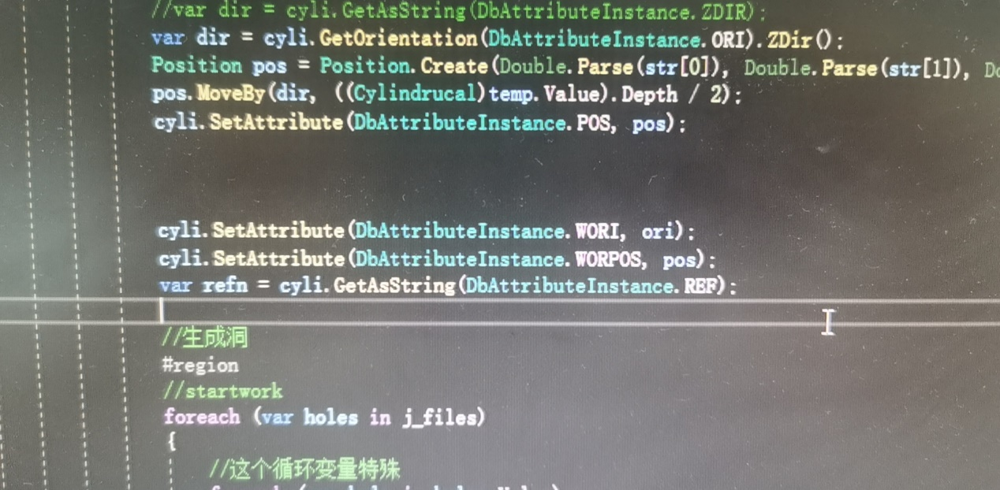 //var dir = cyli.GetAsString(DbAttributeInstance.ZDIR);
var dir = cyli.GetOrientation(DbAttributeInstance.ORI).ZDir();
Position pos = Position.Create(Double.Parse(str[0]), Double.Parse(str[1]), Do
pos.MoveBy(dir, ((Cylindrucal)temp.Value).Depth / 2);
cyli.SetAttribute(DbAttributeInstance.POS, pos);
cyli.SetAttribute(DbAttributeInstance.WORI, ori);
cyli.SetAttribute(DbAttributeInstance.WORPOS, pos);
var refn = cyli.GetAsString(DbAttributeInstance.REF);
//生成洞
#region
//startwork
foreach (var holes in j_files)
{
//这个循环变量特殊